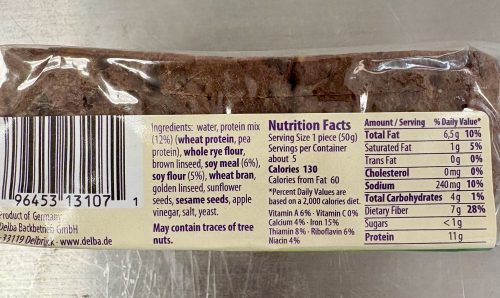 96453 13107 1
Product of Germany
Delba Backbetrieb GmbH
33119 Delbrück · www.delba.de
Ingredients: water, protein mix
(12%) (wheat protein, pea
protein), whole rye flour,
brown linseed, soy meal (6%),
soy flour (5%), wheat bran,
golden linseed, sunflower
seeds, sesame seeds, apple
vinegar, salt, yeast.
May contain traces of tree
nuts.
Nutrition Facts
Serving Size 1 piece (50g)
Servings per Container
about 5
Calories 130
Calories from Fat 60
*Percent Daily Values are
based on a 2,000 calories diet.
Vitamin A 6% · Vitamin C 0%
Calcium 4% · Iron 15%
Thiamin 8% · Riboflavin 6%
Niacin 4%
Amount / Serving % Daily Value*
Total Fat 6,5g 10%
Saturated Fat 1g 5%
Trans Fat 0g 0%
Cholesterol 0mg 0%
Sodium 240mg 10%
Total Carbohydrates 4g 1%
Dietary Fiber 7g 28%
Sugars <1g
Protein 11g